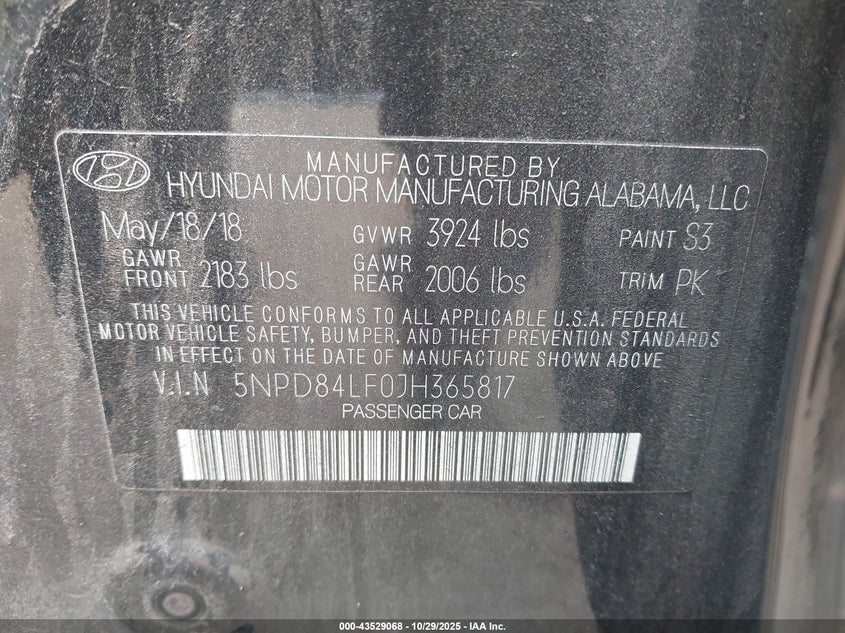 MANUFACTURED BY
HYUNDAI MOTOR MANUFACTURING ALABAMA, LLC
May/18/18 GVWR 3924 lbs PAINT S3
GAWR FRONT 2183 lbs GAWR REAR 2006 lbs TRIM PK
THIS VEHICLE CONFORMS TO ALL APPLICABLE U.S.A. FEDERAL
MOTOR VEHICLE SAFETY, BUMPER, AND THEFT PREVENTION STANDARDS
IN EFFECT ON THE DATE OF MANUFACTURE SHOWN ABOVE
V.I.N 5NPD84LF0JH365817
PASSENGER CAR
000-43529068 - 10/29/2025 - IAA Inc.